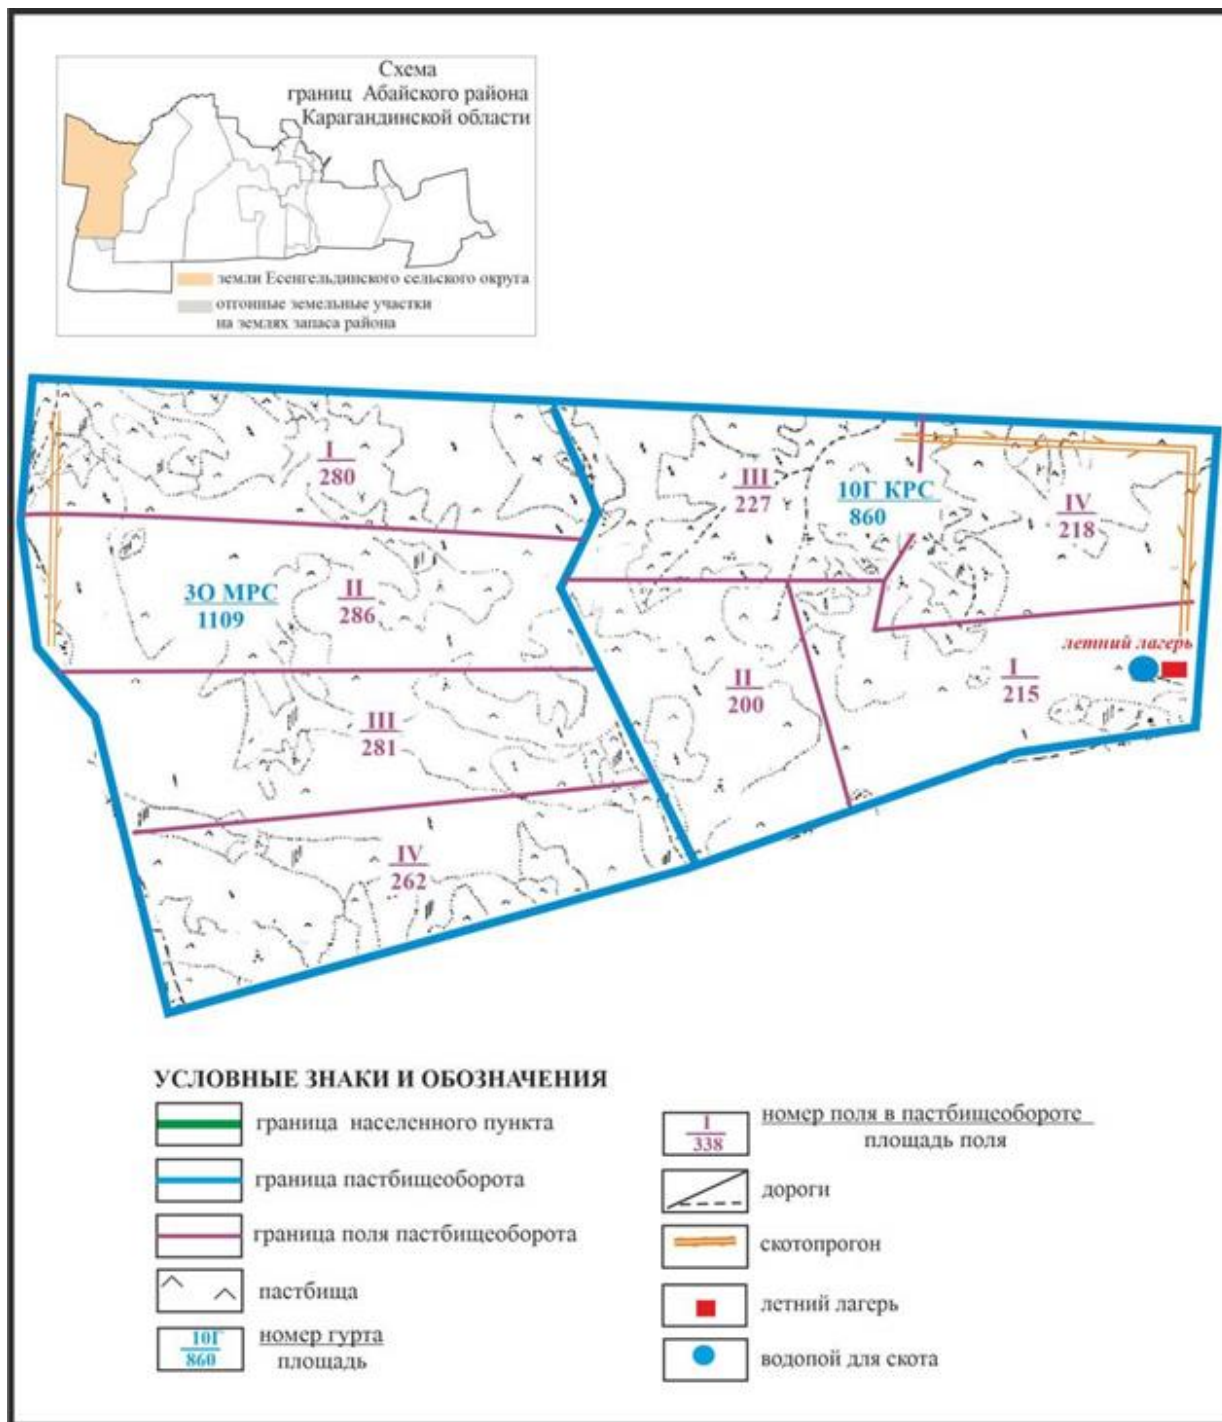 Схема
границ Абайского района
Карагандинской области
земли Есенгельдинского сельского округа
отгонные земельные участки
на землях запаса района
I
280
III
227
10Г КРС
860
IV
218
3О МРС
1109
II
286
летний лагерь
I
215
II
200
III
281
IV
262
УСЛОВНЫЕ ЗНАКИ И ОБОЗНАЧЕНИЯ
граница населенного пункта
граница пастбищеоборота
граница поля пастбищеоборота
пастбища
10Г
860
номер гурта
площадь
I
338
номер поля в пастбищеобороте
площадь поля
дороги
скотопрогон
летний лагерь
водопой для скота